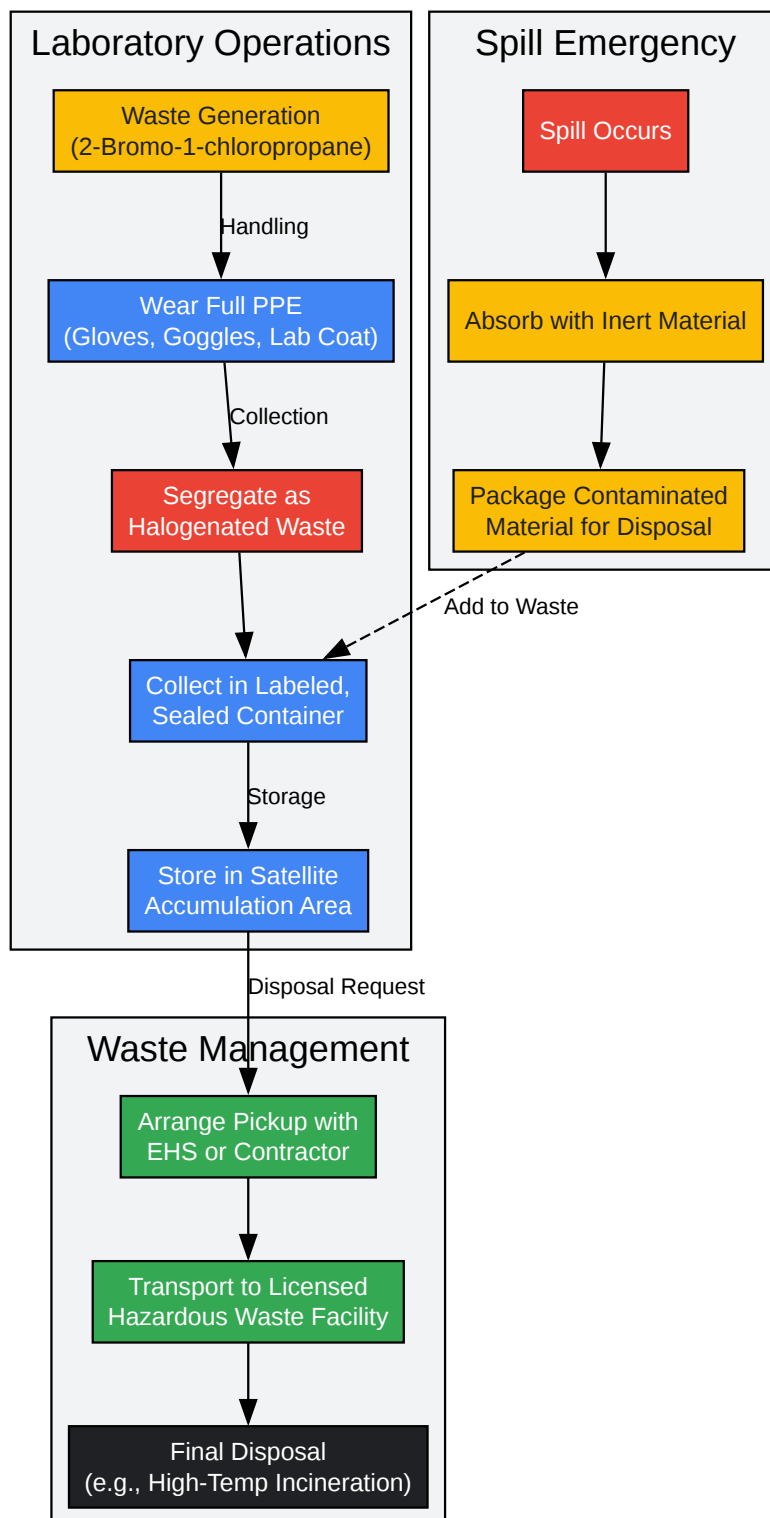 Laboratory Operations
Waste Generation
(2-Bromo-1-chloropropane)
Handling
Wear Full PPE
(Gloves, Goggles, Lab Coat)
Collection
Segregate as
Halogenated Waste
Collect in Labeled,
Sealed Container
Storage
Store in Satellite
Accumulation Area
Spill Emergency
Spill Occurs
Absorb with Inert Material
Package Contaminated
Material for Disposal
Add to Waste
Disposal Request
Waste Management
Arrange Pickup with
EHS or Contractor
Transport to Licensed
Hazardous Waste Facility
Final Disposal
(e.g., High-Temp Incineration)